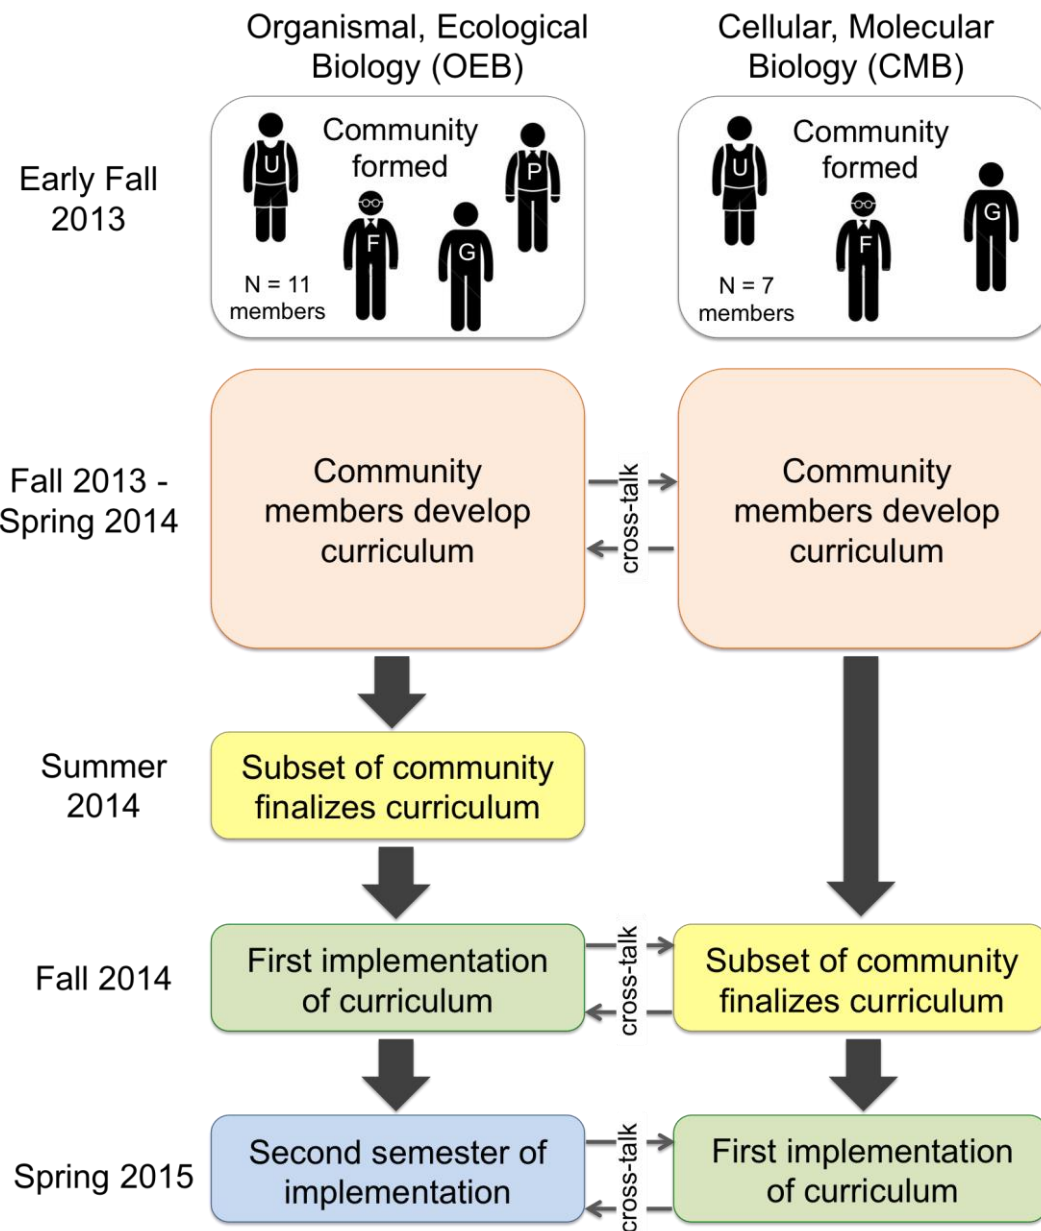 Organismal, Ecological
Biology (OEB)
Cellular, Molecular
Biology (CMB)
Early Fall
2013
U
Community
formed
P
F
G
N = 11
members
U
Community
formed
G
F
N = 7
members
Fall 2013 -
Spring 2014
Community
members develop
curriculum
cross-talk
Community
members develop
curriculum
Summer
2014
Subset of community
finalizes curriculum
Fall 2014
First implementation
of curriculum
cross-talk
Subset of community
finalizes curriculum
Spring 2015
Second semester of
implementation
cross-talk
First implementation
of curriculum